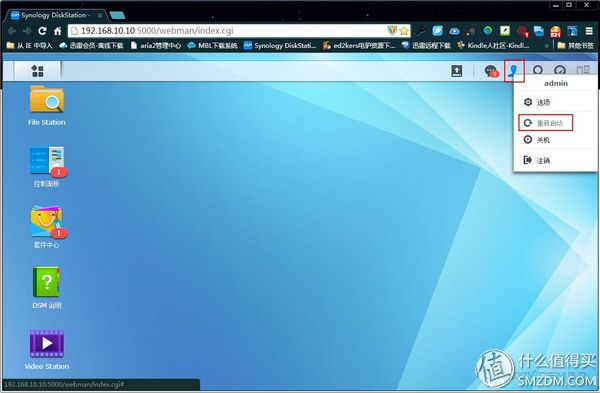 Synology DiskStation -
192.168.10.10:5000/webman/index.cgi
从 IE 中导入
迅雷会员-离线下载
aria2管理中心
MBL下载系统
Synology DiskSta...
ed2kers电驴资源下...
迅雷远程下载
Kindle人社区-Kindl...
»
其他书签
831
3
admin
选项
重新启动
关机
注销
File Station
控制面板
1
套件中心
1
DSM 说明
Video Station
192.168.10.10:5000/webman/index.cgi#
值 什么值得买
SMZDM.COM